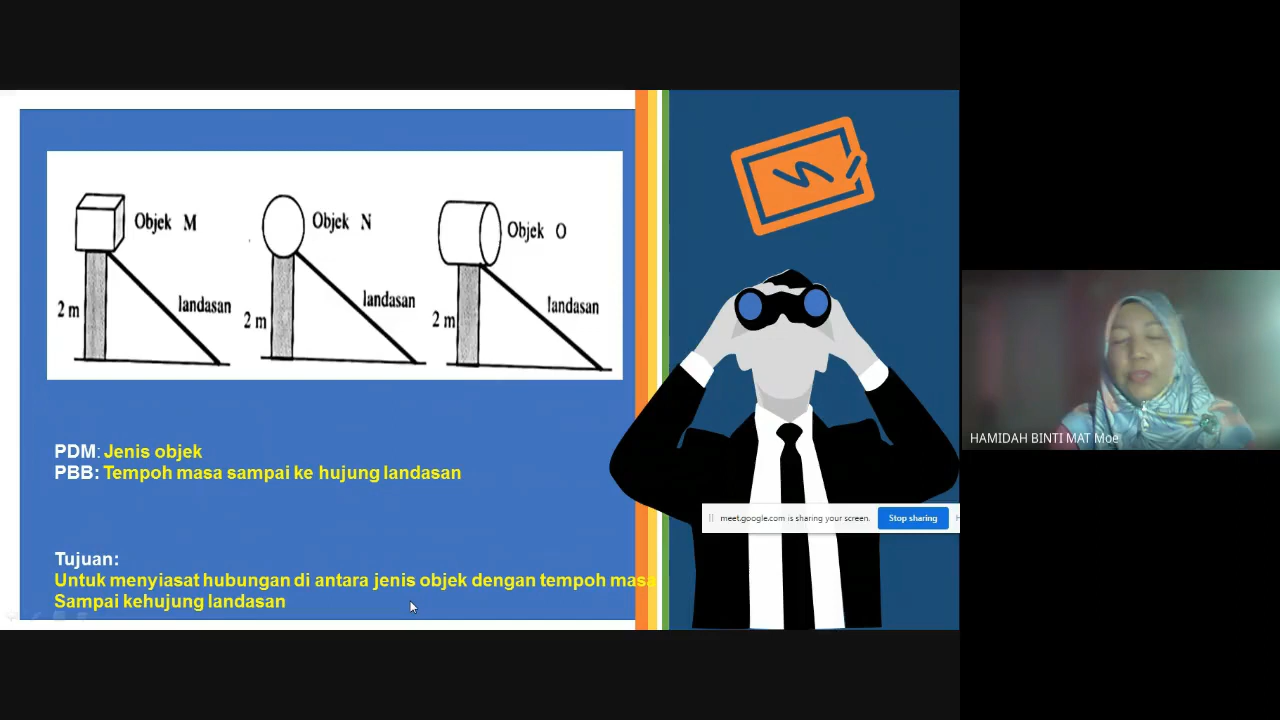 Objek M
Objek N
Objek O
landasan
landasan
landasan
2 m
2 m
2 m
PDM: Jenis objek
PBB: Tempoh masa sampai ke hujung landasan
Tujuan:
Untuk menyiasat hubungan di antara jenis objek dengan tempoh masa
Sampai kehujung landasan
meet.google.com is sharing your screen.
Stop sharing
H
HAMIDAH BINTI MAT Moe